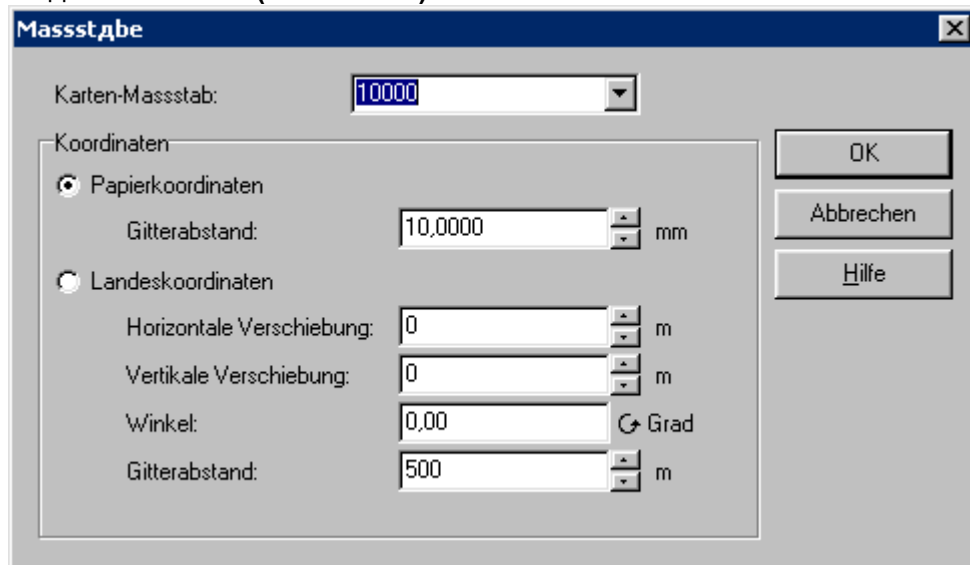 Massstдbe
Karten-Massstab: 10000
Koordinaten
Papierkoordinaten
Gitterabstand: 10,0000 mm
Landeskoordinaten
Horizontale Verschiebung: 0 m
Vertikale Verschiebung: 0 m
Winkel: 0,00 Grad
Gitterabstand: 500 m
OK
Abbrechen
Hilfe